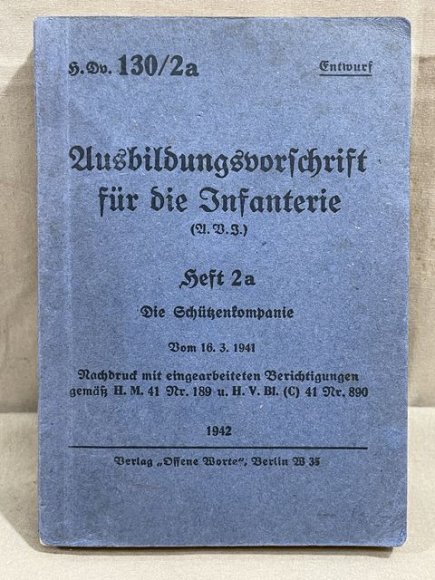 H.Dv. 130/2a
Entwurf
Ausbildungsvorschrift
für die Infanterie
(A.V.I.)
Heft 2a
Die Schützenkompanie
Vom 16. 3. 1941
Nachdruck mit eingearbeiteten Berichtigungen
gemäß H. M. 41 Nr. 189 u. H. V. Bl. (C) 41 Nr. 890
1942
Verlag „Offene Worte“, Berlin W 35